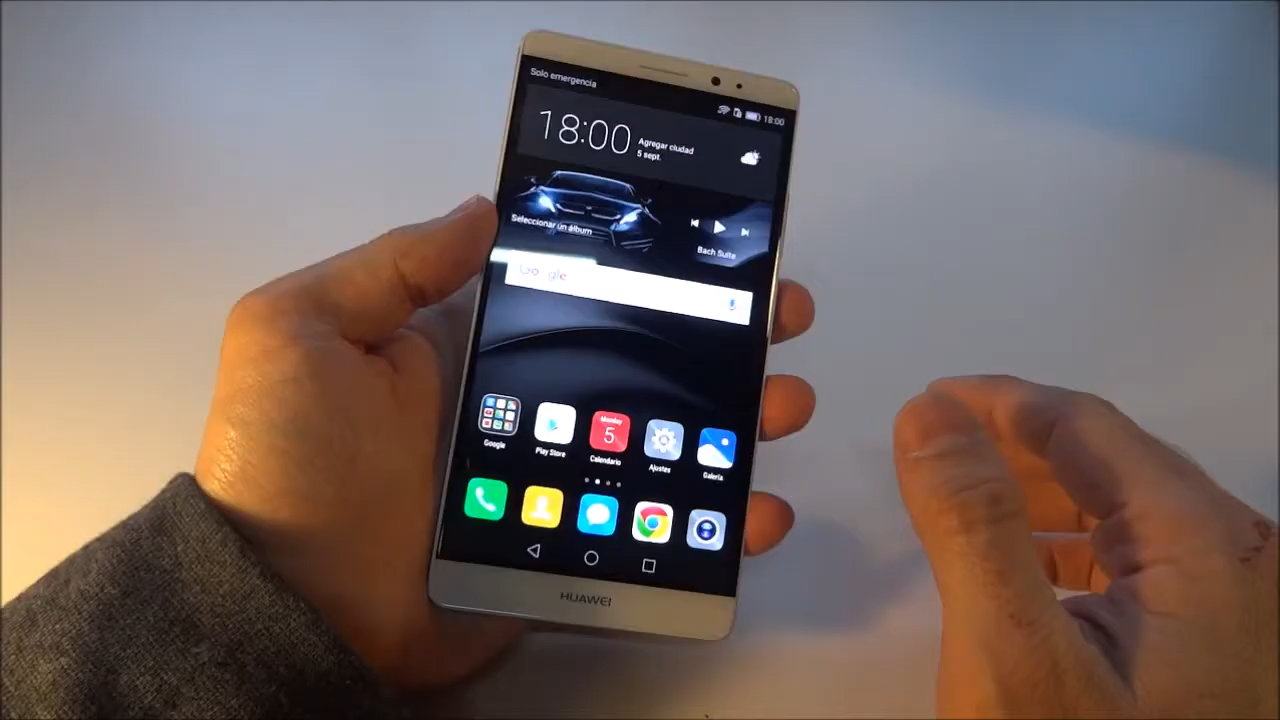 Solo emergencia
18:00
18:00
Agregar ciudad
5 sept.
Seleccionar un álbum
Bach Suite
Google
Google
Play Store
Monday
5
Calendario
Ajustes
Galería
HUAWEI